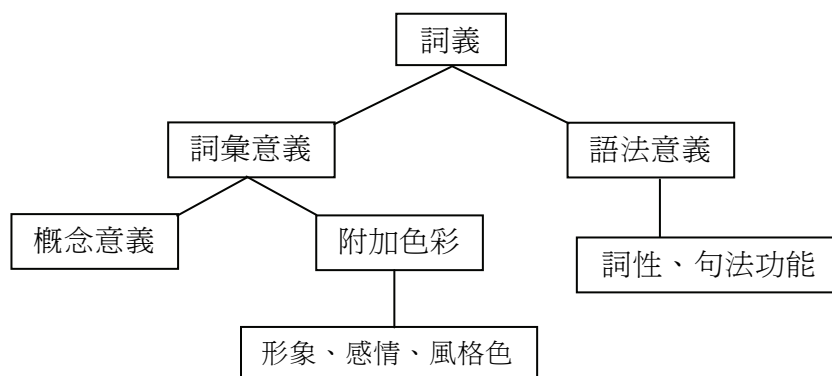 詞義
詞彙意義
語法意義
概念意義
附加色彩
詞性、句法功能
形象、感情、風格色